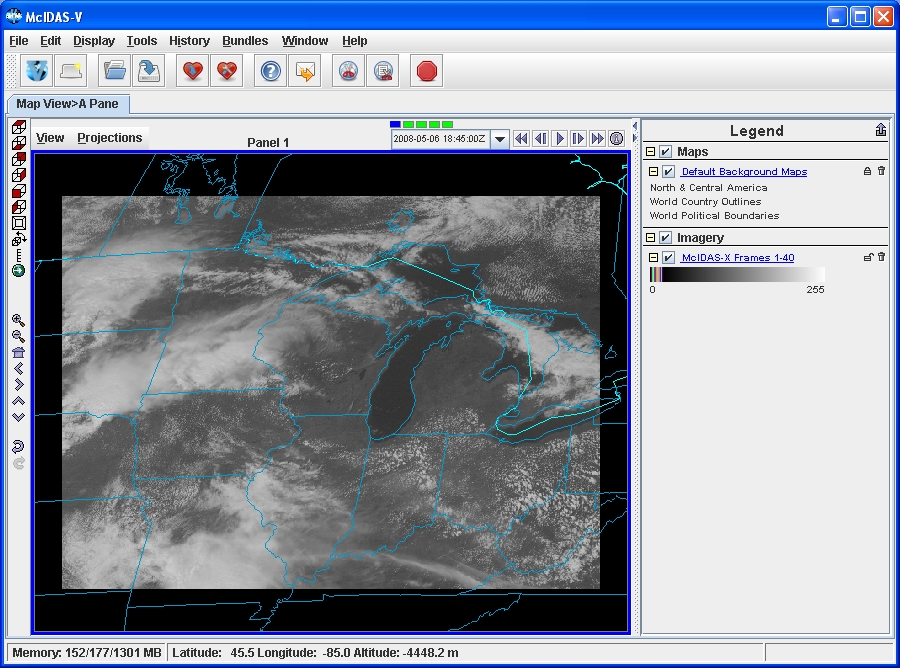 McIDAS-V
File Edit Display Tools History Bundles Window Help
Map View>A Pane
View Projections
Panel 1
2008-05-06 18:45:00Z
Legend
Maps
Default Background Maps
North & Central America
World Country Outlines
World Political Boundaries
Imagery
McIDAS-X Frames 1-40
0 255
Memory: 152/177/1301 MB Latitude: 45.5 Longitude: -85.0 Altitude: -4448.2 m